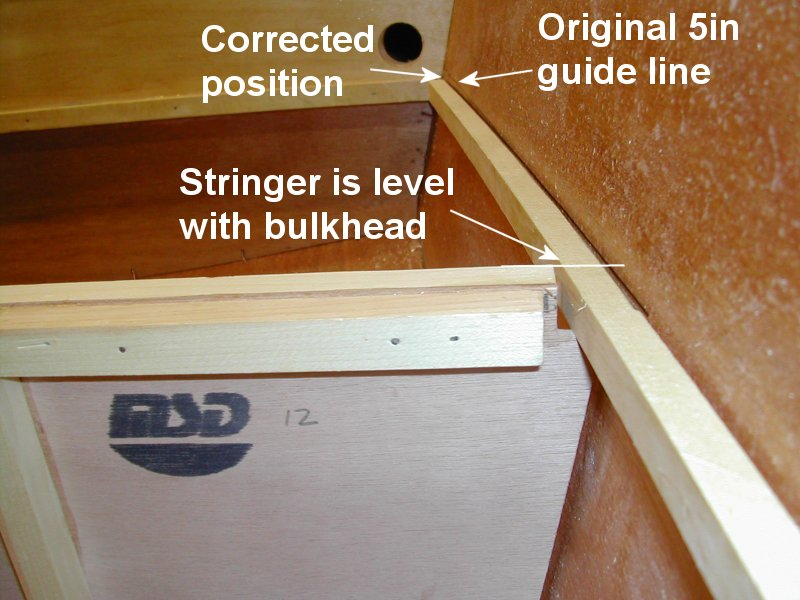 Corrected
position
Original 5in
guide line
Stringer is level
with bulkhead
12